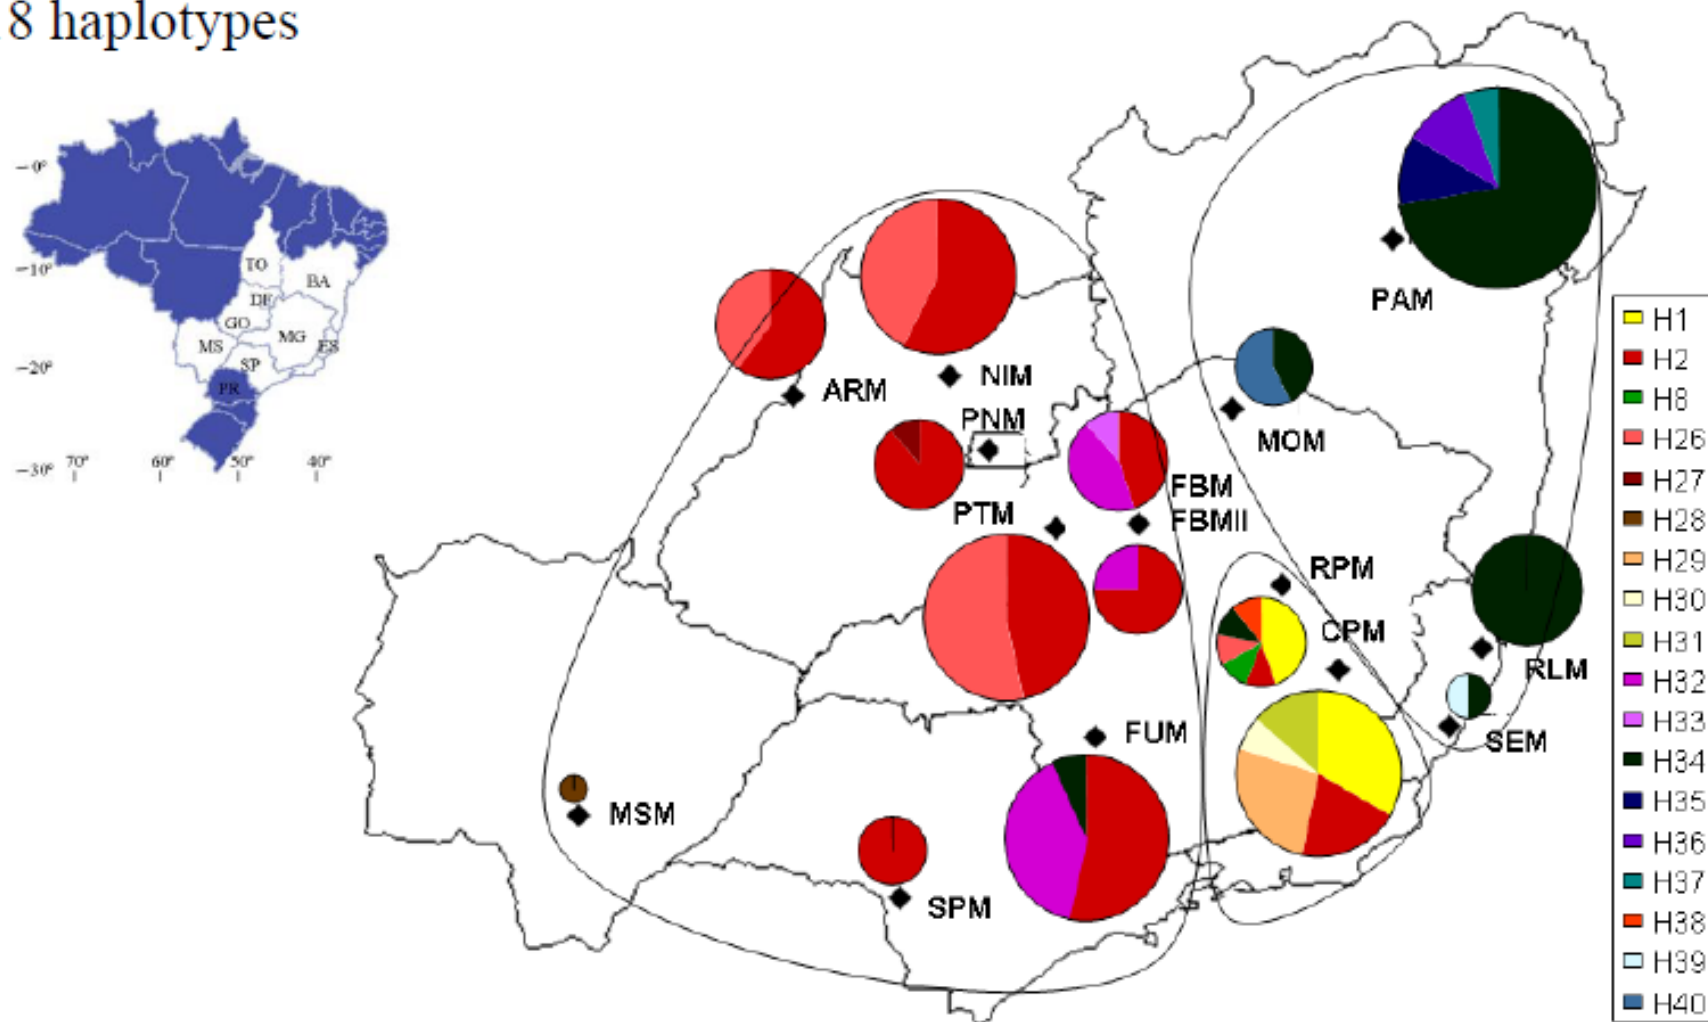 8 haplotypes
0°
−10°
−20°
−30°
70°
60°
50°
40°
TO
BA
DF
GO
MG
MS
ES
SP
PR
ARM
NIM
PNM
PTM
FBM
FBMII
PAM
MOM
RPM
CPM
RLM
SEM
FUM
MSM
SPM
H1
H2
H8
H26
H27
H28
H29
H30
H31
H32
H33
H34
H35
H36
H37
H38
H39
H40